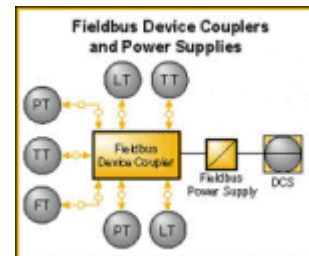 Fieldbus Device Couplers
and Power Supplies
LT
TT
PT
TT
Fieldbus
Device Coupler
Fieldbus
Power Supply
DCS
FT
PT
LT